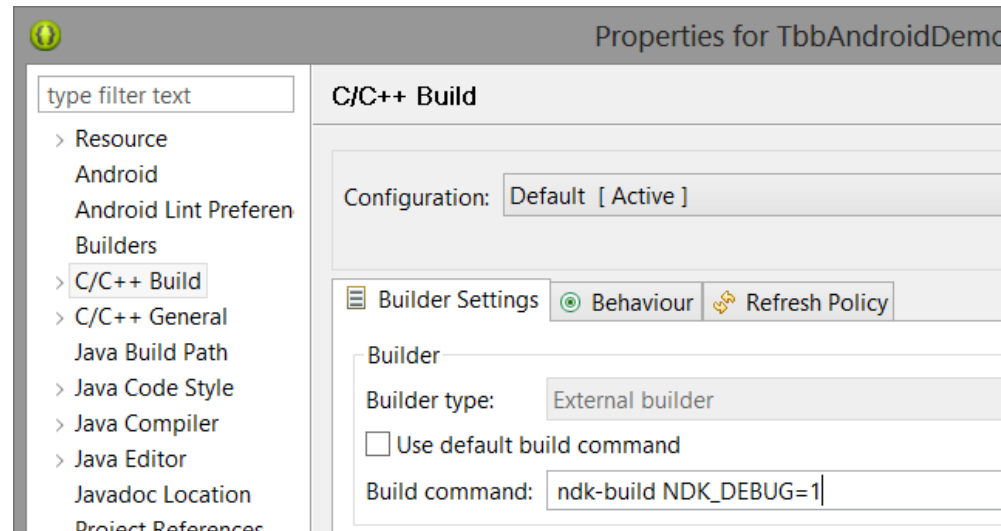 Properties for TbbAndroidDemo
type filter text
Resource
Android
Android Lint Preferen
Builders
C/C++ Build
C/C++ General
Java Build Path
Java Code Style
Java Compiler
Java Editor
Javadoc Location
Project References
C/C++ Build
Configuration: Default [ Active ]
Builder Settings Behaviour Refresh Policy
Builder
Builder type: External builder
Use default build command
Build command: ndk-build NDK_DEBUG=1